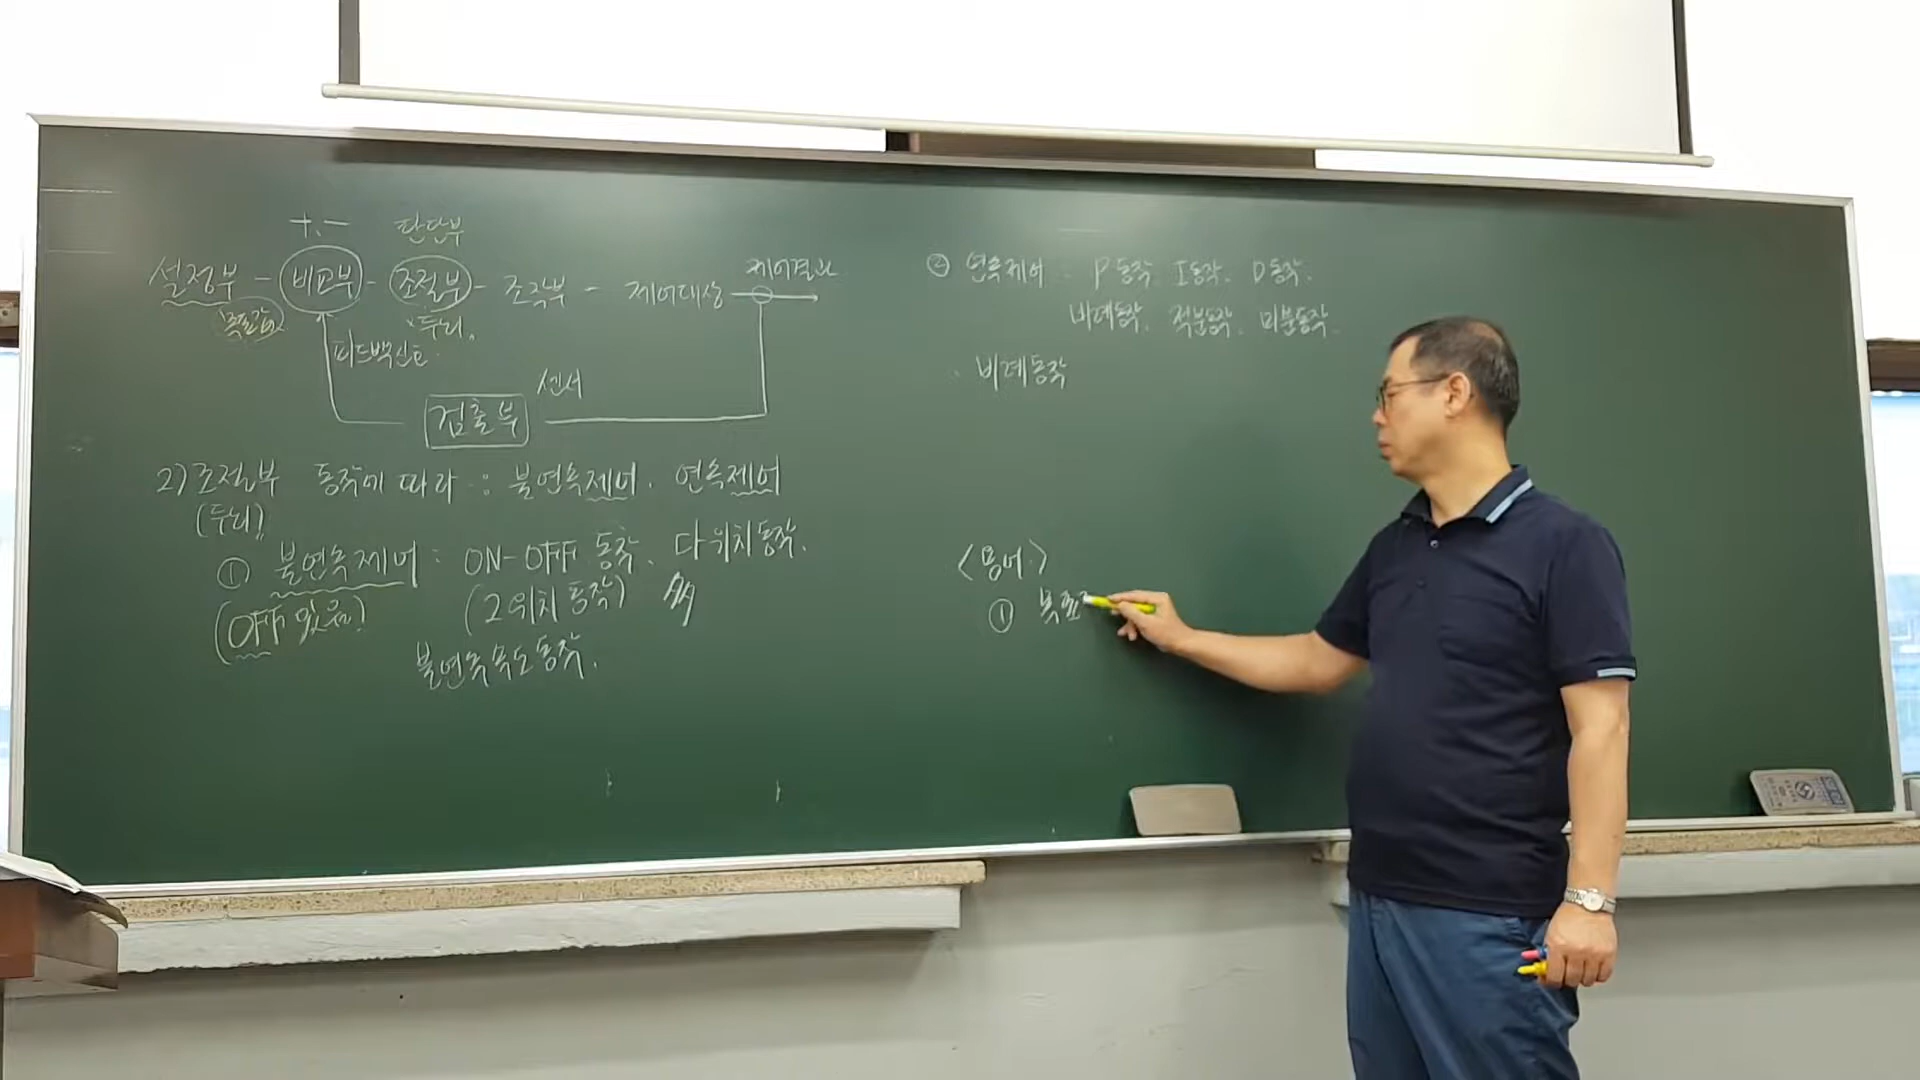 +、-
판단부
설정부 - 비교부 - 조절부 - 조작부 - 제어대상
제어결과
목표값
두뇌。
피드백신호
센서
검출부
2) 조절부 동작에 따라 : 불연속제어. 연속제어
(두뇌)
① 불연속제어 : ON-OFF 동작. 다위치동작.
(OFF 있음)
(2위치 동작) 多
불연속속도동작.
② 연속제어 : P동작. I동작. D동작.
비례동작. 적분동작. 미분동작.
· 비례동작
<용어>
① 목표